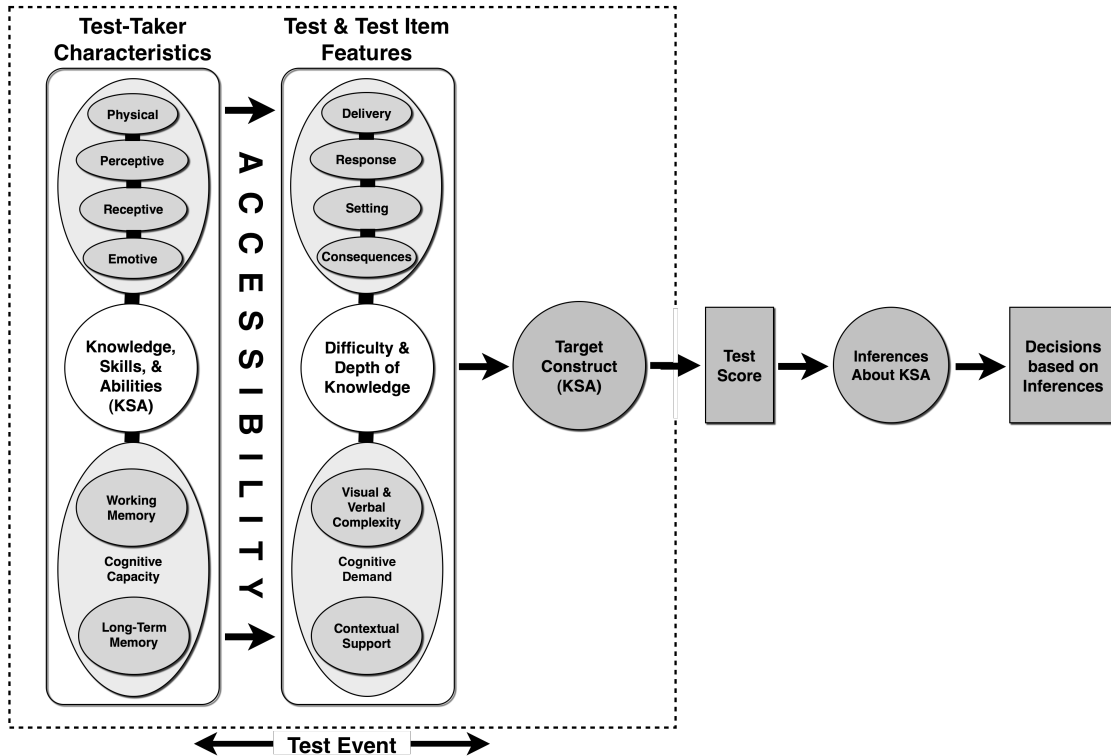 Test-Taker
Characteristics
Physical
Perceptive
Receptive
Emotive
Knowledge,
Skills, &
Abilities
(KSA)
Working
Memory
Cognitive
Capacity
Long-Term
Memory
ACCESSIBILITY
Test & Test Item
Features
Delivery
Response
Setting
Consequences
Difficulty &
Depth of
Knowledge
Visual &
Verbal
Complexity
Cognitive
Demand
Contextual
Support
Target
Construct
(KSA)
Test
Score
Inferences
About KSA
Decisions
based on
Inferences
Test Event